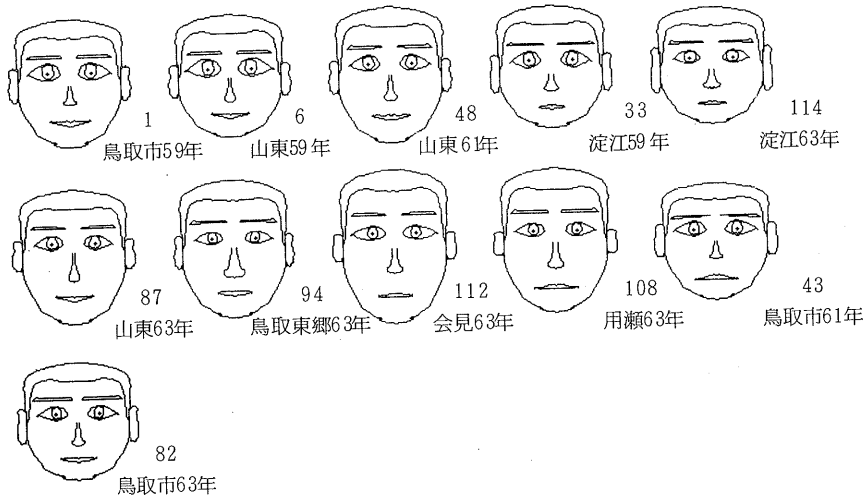 1
鳥取市59年
6
山東59年
48
山東61年
33
淀江59年
114
淀江63年
87
山東63年
94
鳥取東郷63年
112
会見63年
108
用瀬63年
43
鳥取市61年
82
鳥取市63年